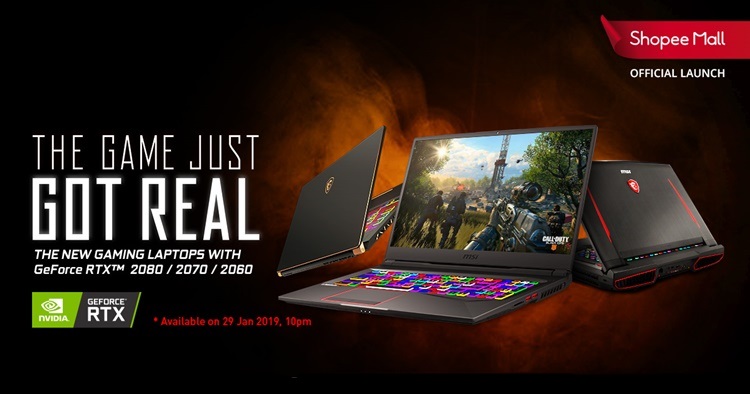 Shopee Mall
OFFICIAL LAUNCH
THE GAME JUST
GOT REAL
THE NEW GAMING LAPTOPS WITH
GeForce RTX™ 2080 / 2070 / 2060
NVIDIA.
GEFORCE®
RTX
* Available on 29 Jan 2019, 10pm
CALL OF DUTY
msi